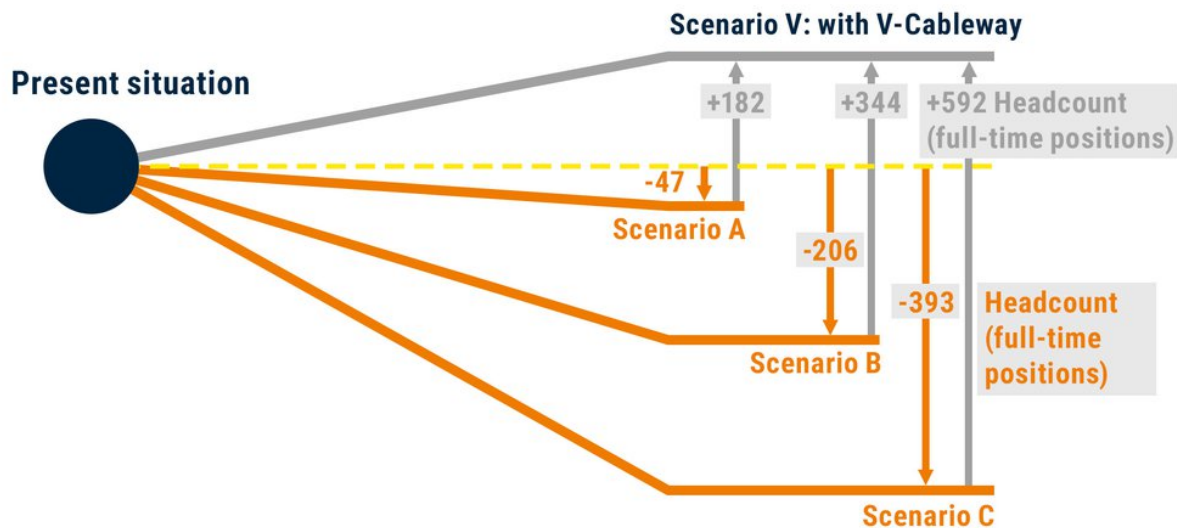 Scenario V: with V-Cableway
Present situation
+182
+344
+592 Headcount
(full-time positions)
-47
Scenario A
-206
Scenario B
-393
Headcount
(full-time
positions)
Scenario C